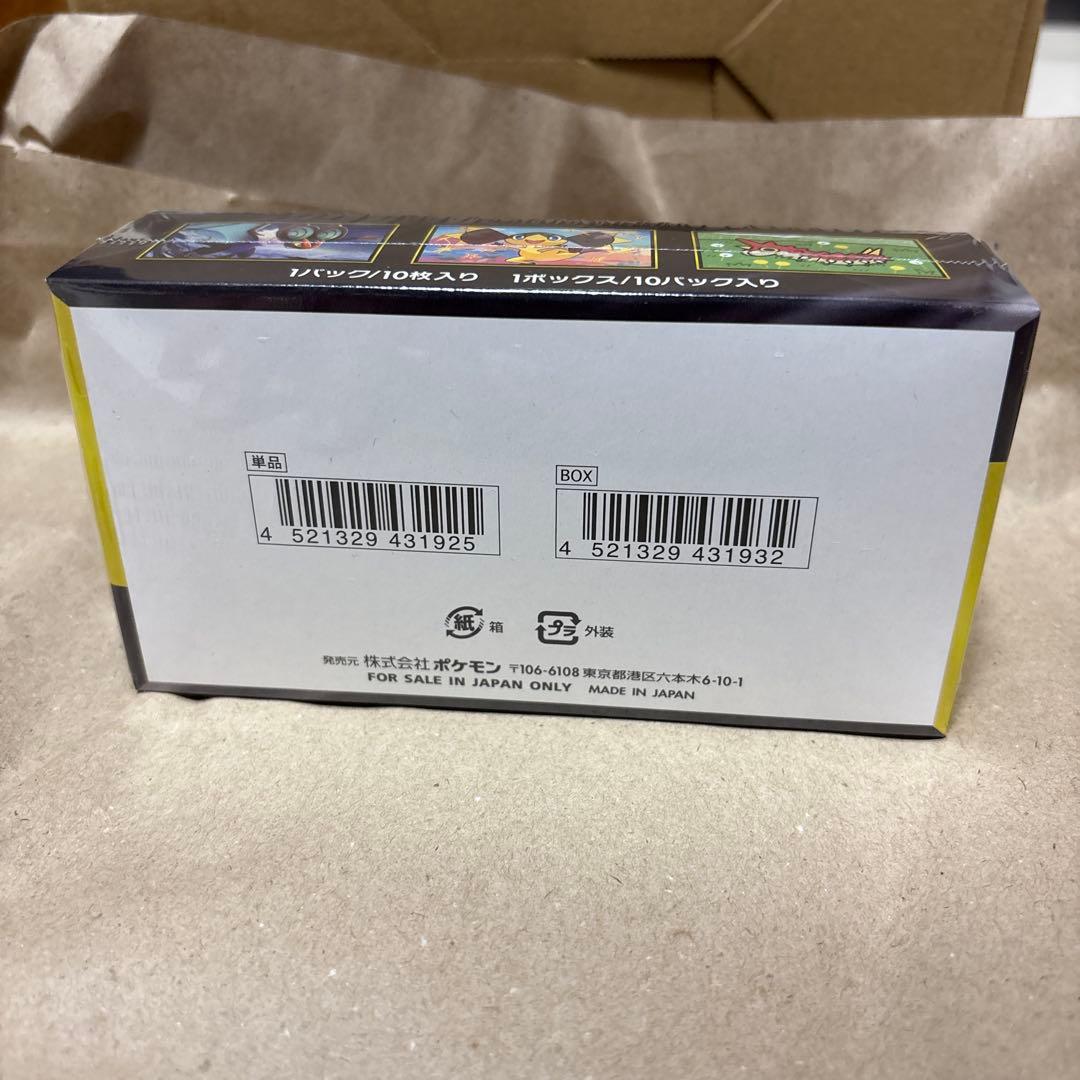 1パック/10枚入り 1ボックス/10パック入り
単品
4 521329 431925
BOX
4 521329 431932
紙 箱
プラ 外装
発売元 株式会社 ポケモン 〒106-6108 東京都港区六本木6-10-1
FOR SALE IN JAPAN ONLY MADE IN JAPAN